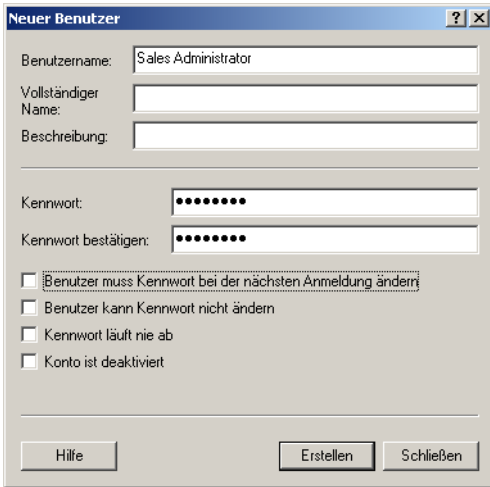 Neuer Benutzer
Benutzername: Sales Administrator
Vollständiger
Name:
Beschreibung:
Kennwort: ●●●●●●●●
Kennwort bestätigen: ●●●●●●●●
Benutzer muss Kennwort bei der nächsten Anmeldung ändern
Benutzer kann Kennwort nicht ändern
Kennwort läuft nie ab
Konto ist deaktiviert
Hilfe Erstellen Schließen